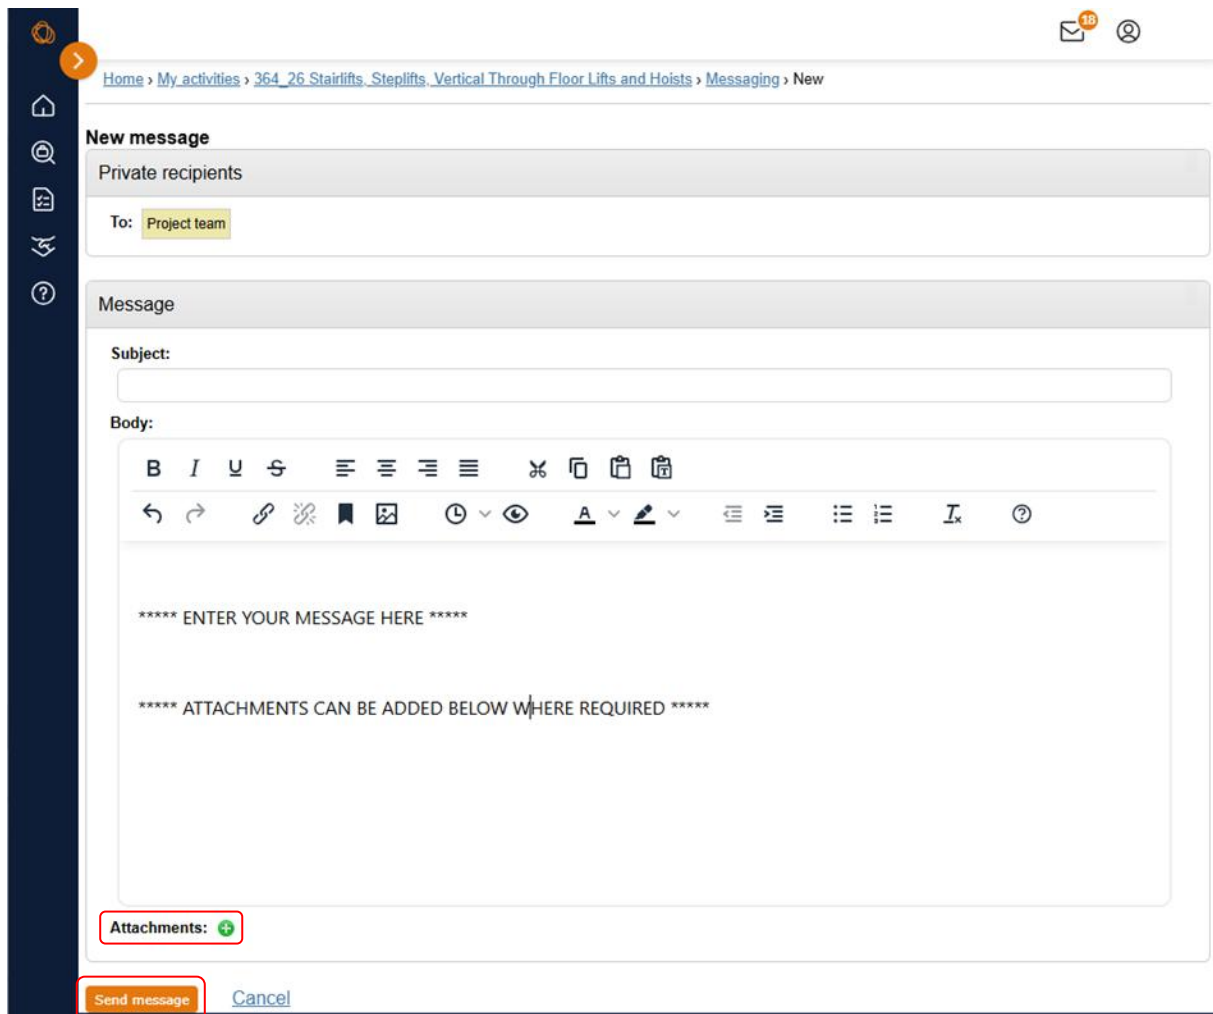 18
Home › My activities › 364_26 Stairlifts, Steplifts, Vertical Through Floor Lifts and Hoists › Messaging › New
New message
Private recipients
To: Project team
Message
Subject:
Body:
***** ENTER YOUR MESSAGE HERE *****
***** ATTACHMENTS CAN BE ADDED BELOW WHERE REQUIRED *****
Attachments:
Send message Cancel